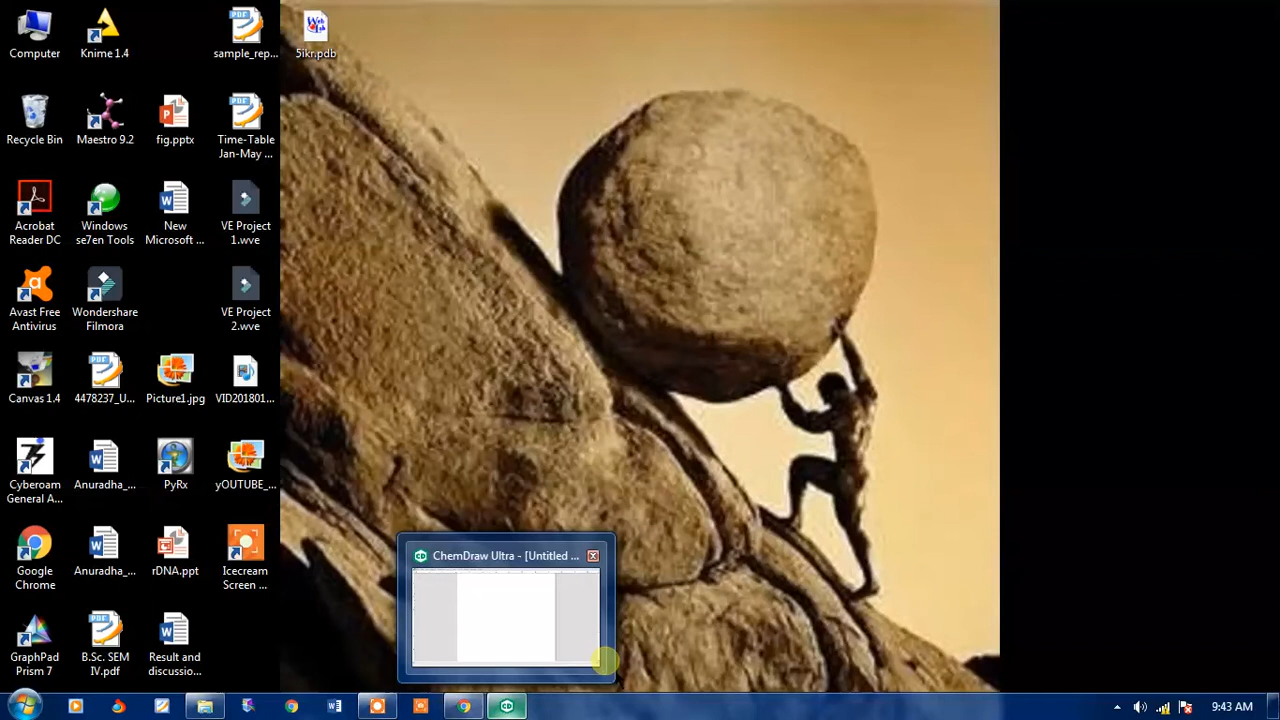 Computer
Knime 1.4
sample_rep...
5ikr.pdb
Recycle Bin
Maestro 9.2
fig.pptx
Time-Table
Jan-May ...
Acrobat
Reader DC
Windows
se7en Tools
New
Microsoft ...
VE Project
1.wve
Avast Free
Antivirus
Wondershare
Filmora
VE Project
2.wve
Canvas 1.4
4478237_U...
Picture1.jpg
VID201801...
Cyberoam
General A...
Anuradha_...
PyRx
yOUTUBE_...
Google
Chrome
Anuradha_...
rDNA.ppt
Icecream
Screen ...
GraphPad
Prism 7
B.Sc. SEM
IV.pdf
Result and
discussio...
ChemDraw Ultra - [Untitled ...
9:43 AM